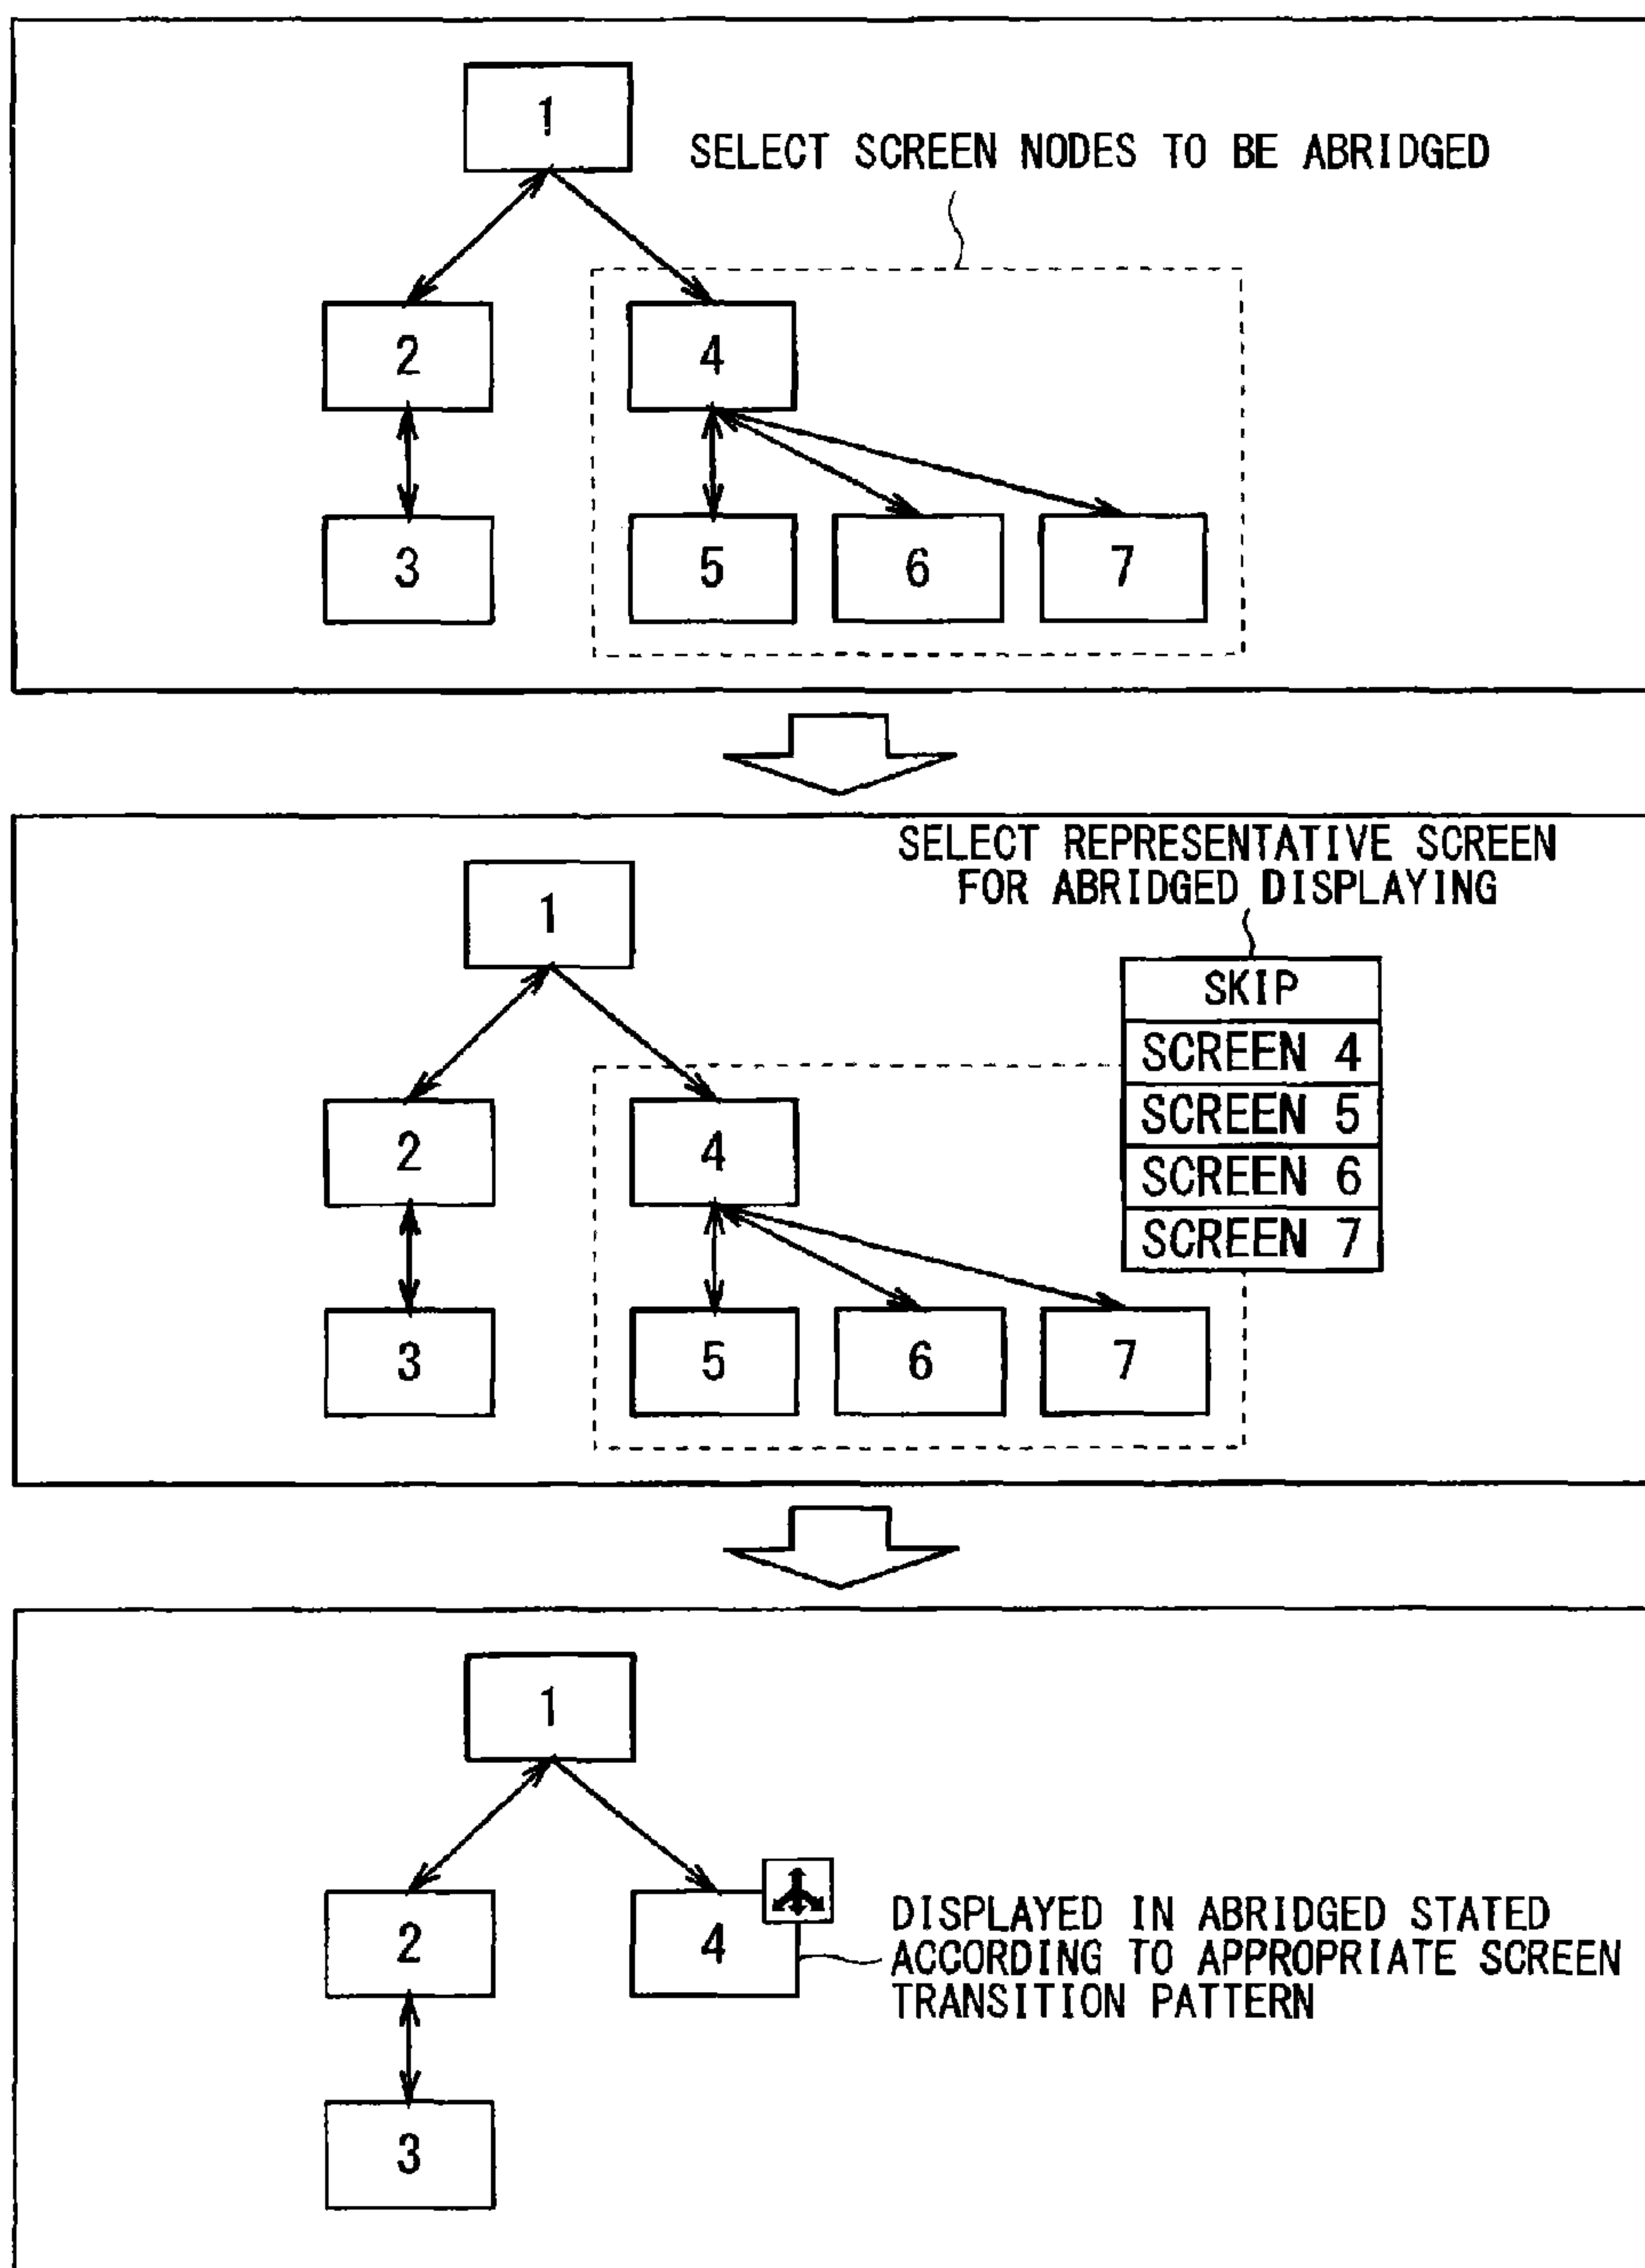 1
SELECT SCREEN NODES TO BE ABRIDGED
2
4
3
5
6
7
SELECT REPRESENTATIVE SCREEN
FOR ABRIDGED DISPLAYING
1
SKIP
SCREEN 4
SCREEN 5
SCREEN 6
SCREEN 7
2
4
3
5
6
7
1
2
4
DISPLAYED IN ABRIDGED STATED
ACCORDING TO APPROPRIATE SCREEN
TRANSITION PATTERN
3